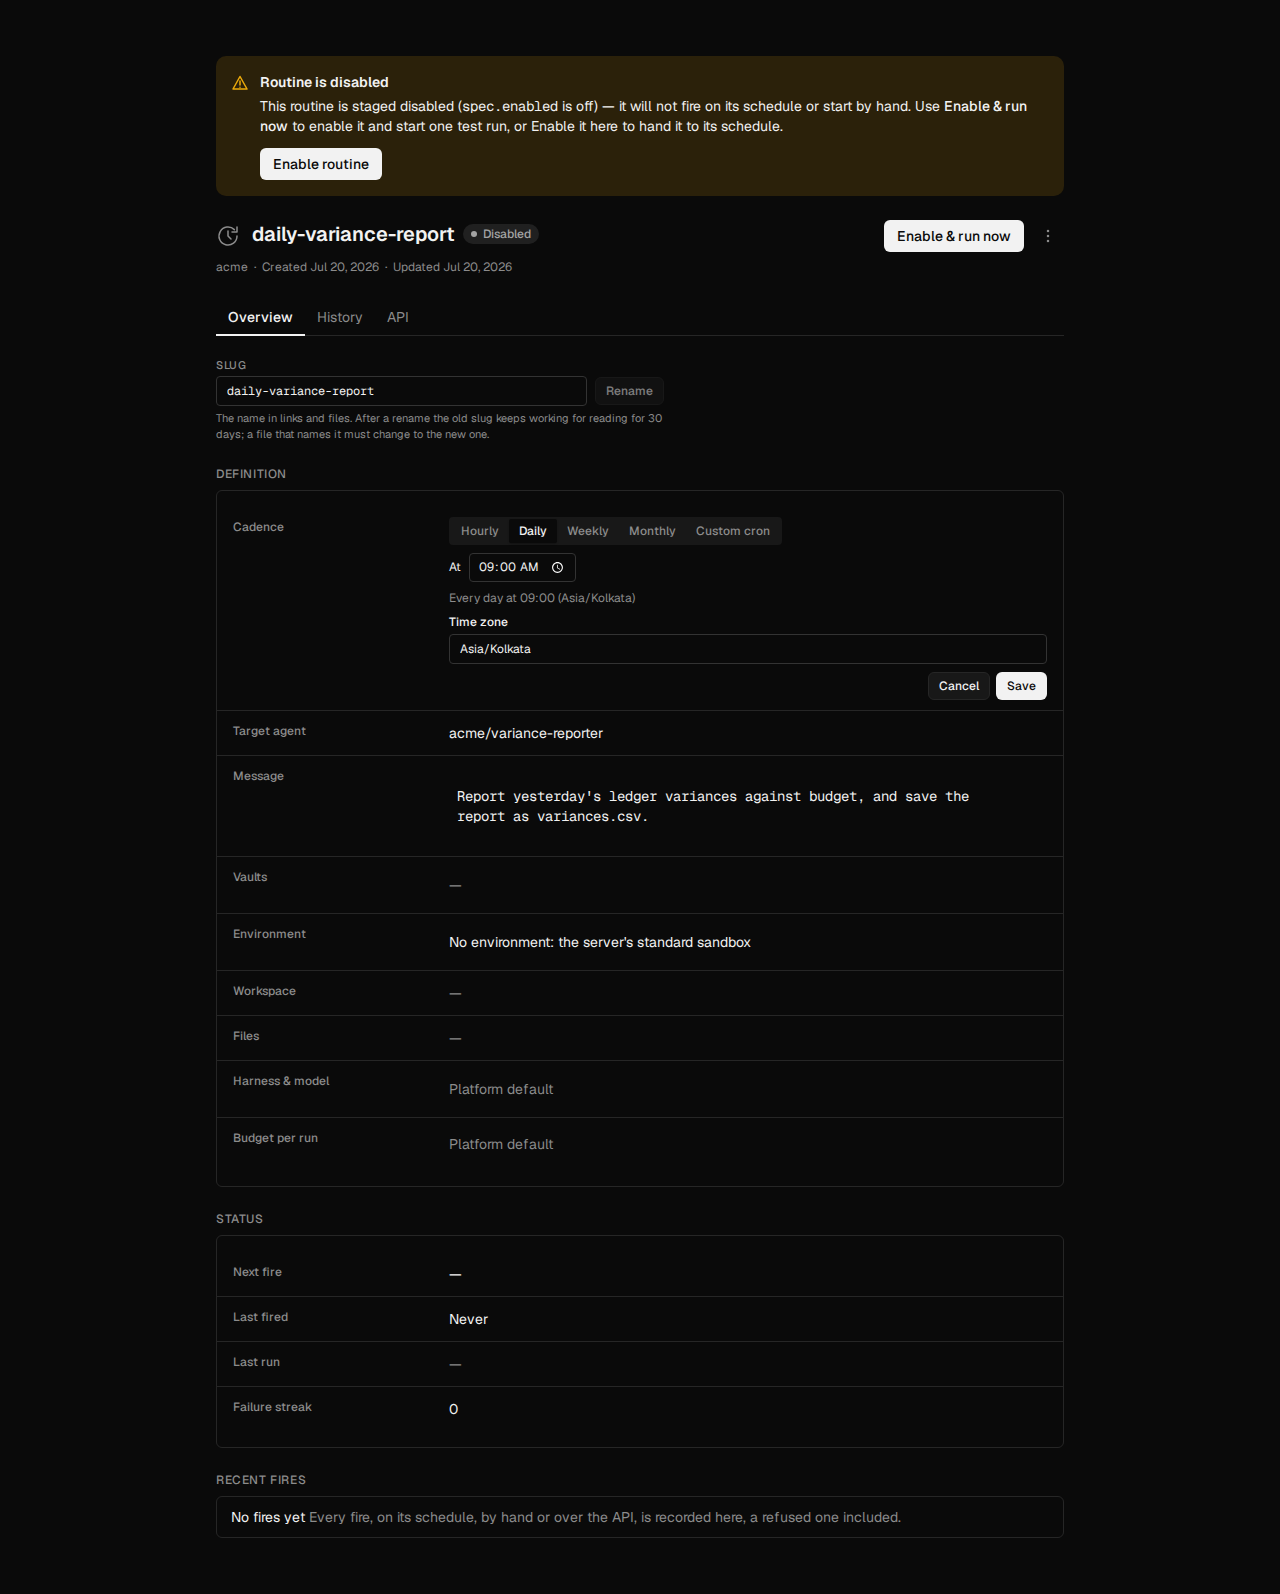 Routine is disabled
This routine is staged disabled (spec.enabled is off) — it will not fire on its schedule or start by hand. Use Enable & run
now to enable it and start one test run, or Enable it here to hand it to its schedule.
Enable routine
daily-variance-report
Disabled
Enable & run now
acme · Created Jul 20, 2026 · Updated Jul 20, 2026
Overview
History
API
SLUG
daily-variance-report
Rename
The name in links and files. After a rename the old slug keeps working for reading for 30
days; a file that names it must change to the new one.
DEFINITION
Cadence
Hourly
Daily
Weekly
Monthly
Custom cron
At
09:00 AM
Every day at 09:00 (Asia/Kolkata)
Time zone
Asia/Kolkata
Cancel
Save
Target agent
acme/variance-reporter
Message
Report yesterday's ledger variances against budget, and save the
report as variances.csv.
Vaults
—
Environment
No environment: the server's standard sandbox
Workspace
—
Files
—
Harness & model
Platform default
Budget per run
Platform default
STATUS
Next fire
—
Last fired
Never
Last run
—
Failure streak
0
RECENT FIRES
No fires yet Every fire, on its schedule, by hand or over the API, is recorded here, a refused one included.